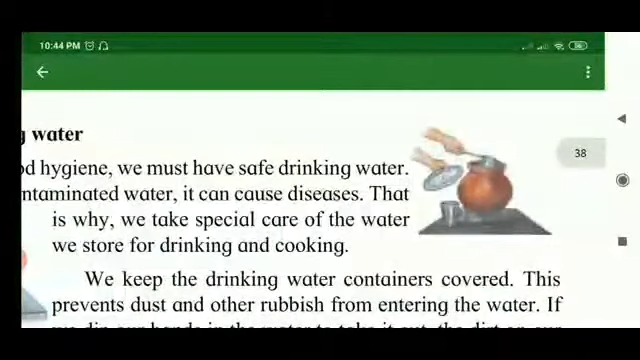 10:44 PM
38
water
hygiene, we must have safe drinking water.
water, it can cause diseases. That
is why, we take special care of the water
we store for drinking and cooking.
We keep the drinking water containers covered. This
prevents dust and other rubbish from entering the water. If